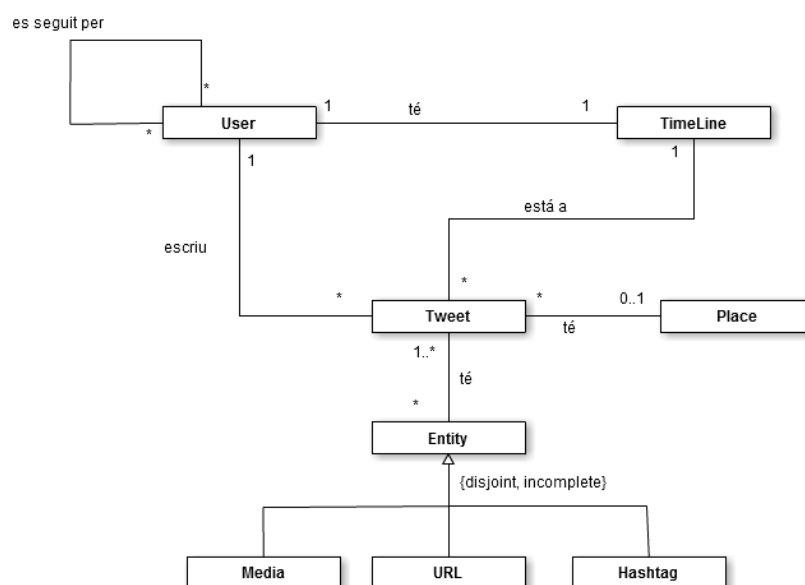 es seguit per
*
*
User
1
té
1
TimeLine
1
1
escriu
está a
*
*
Tweet
*
té
0..1
Place
1..*
té
*
Entity
{disjoint, incomplete}
Media
URL
Hashtag